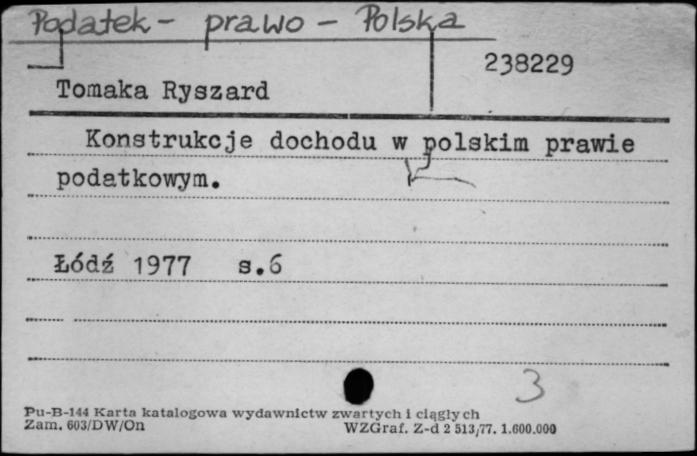 Podatek - prawo - Polska
238229
Tomaka Ryszard
Konstrukcje dochodu w polskim prawie
podatkowym.
Łódź 1977 s.6
3
Pu-B-144 Karta katalogowa wydawnictw zwartych i ciągłych
Zam. 603/DW/On WZGraf. Z-d 2 513/77. 1.600.000